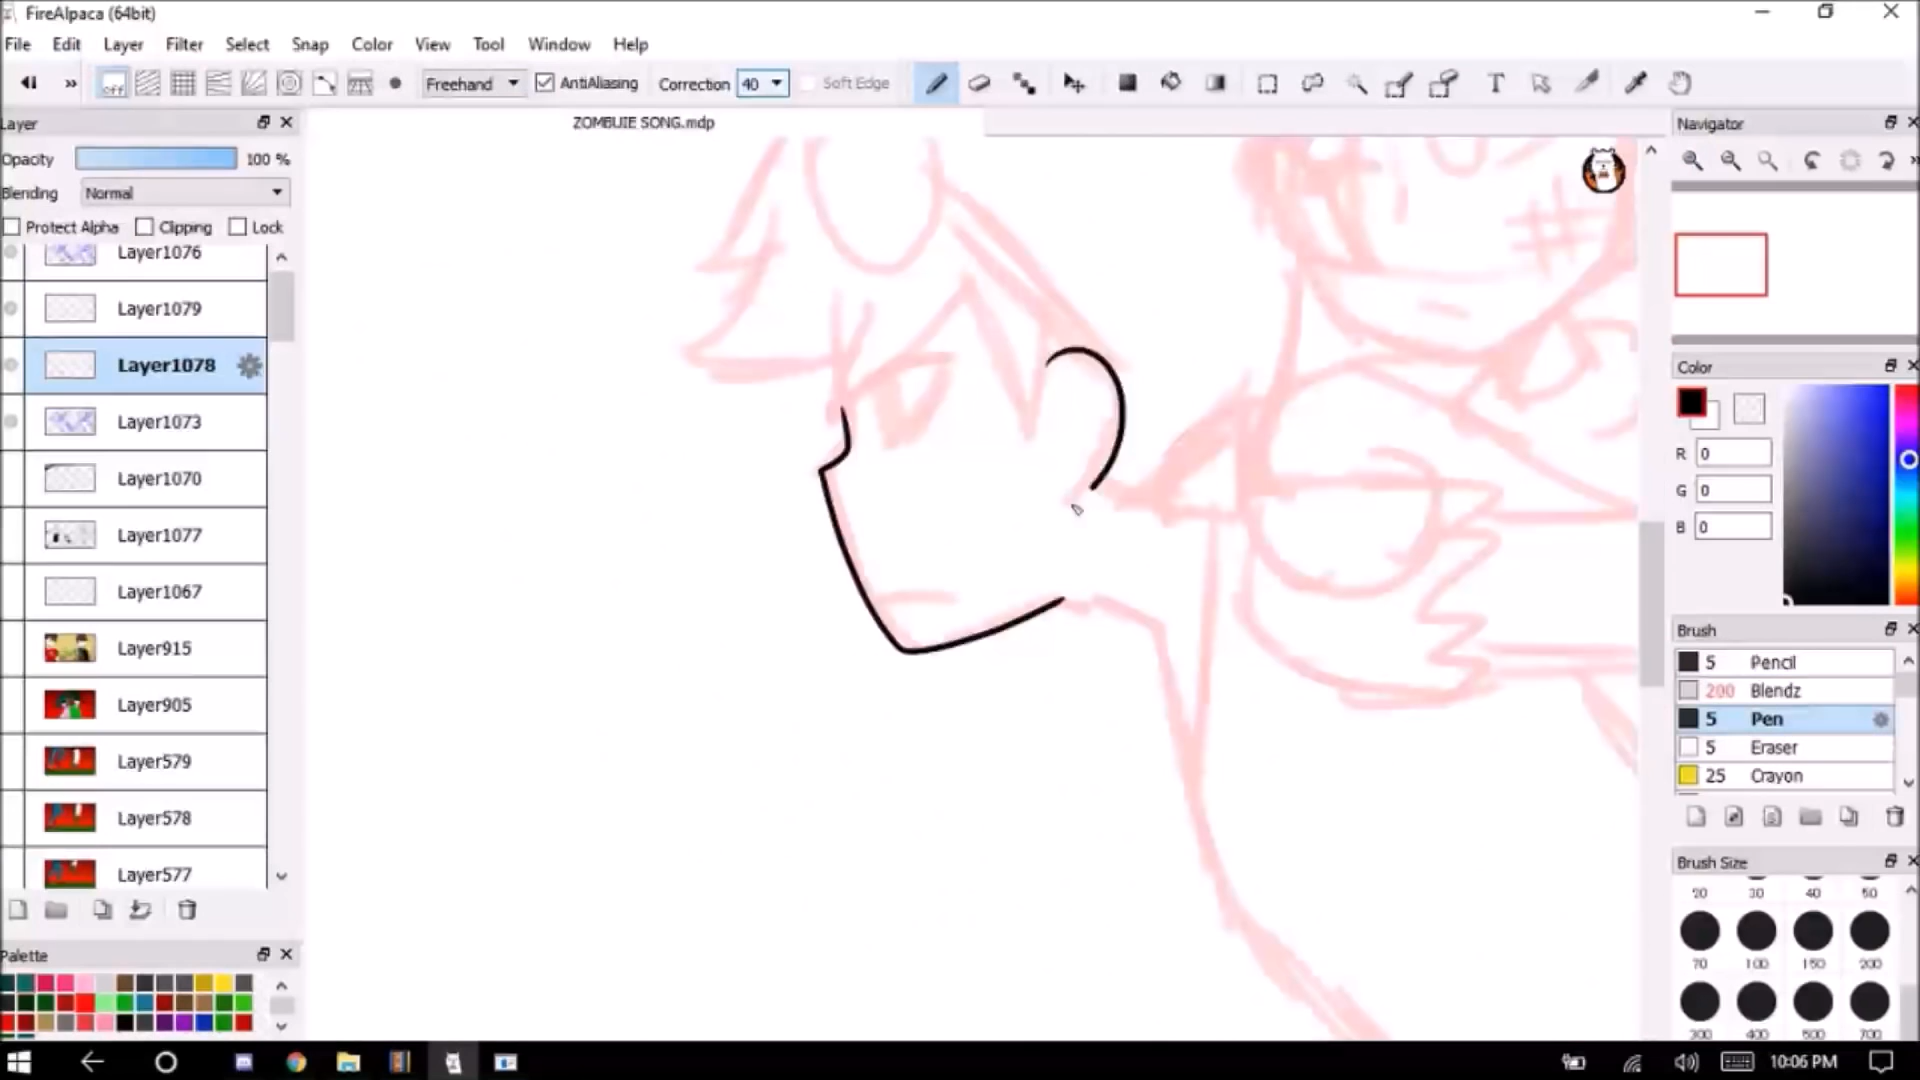 FireAlpaca (64bit)
File Edit Layer Filter Select Snap Color View Tool Window Help
off Freehand AntiAliasing Correction 40 Soft Edge T
Layer
ZOMBUIE SONG.mdp
Navigator
Opacity 100 %
Blending Normal
Protect Alpha Clipping Lock
Layer1076
Layer1079
Layer1078
Layer1073
Layer1070
Layer1077
Layer1067
Layer915
Layer905
Layer579
Layer578
Layer577
Palette
Color
R 0
G 0
B 0
Brush
5 Pencil
200 Blendz
5 Pen
5 Eraser
25 Crayon
Brush Size
20 30 40 50
70 100 150 200
300 400 500 700
10:06 PM